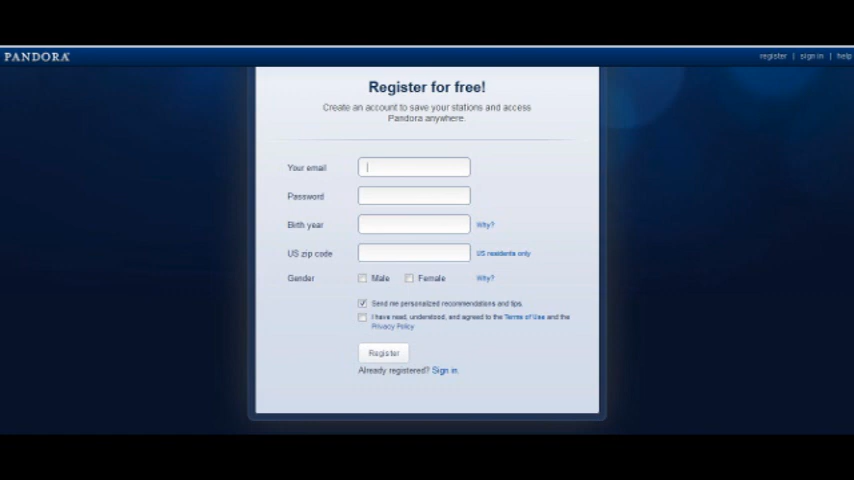 PANDORA
register | sign in | help
Register for free!
Create an account to save your stations and access
Pandora anywhere.
Your email
Password
Birth year Why?
US zip code US residents only
Gender Male Female Why?
Send me personalized recommendations and tips.
I have read, understood, and agreed to the Terms of Use and the
Privacy Policy
Register
Already registered? Sign in.